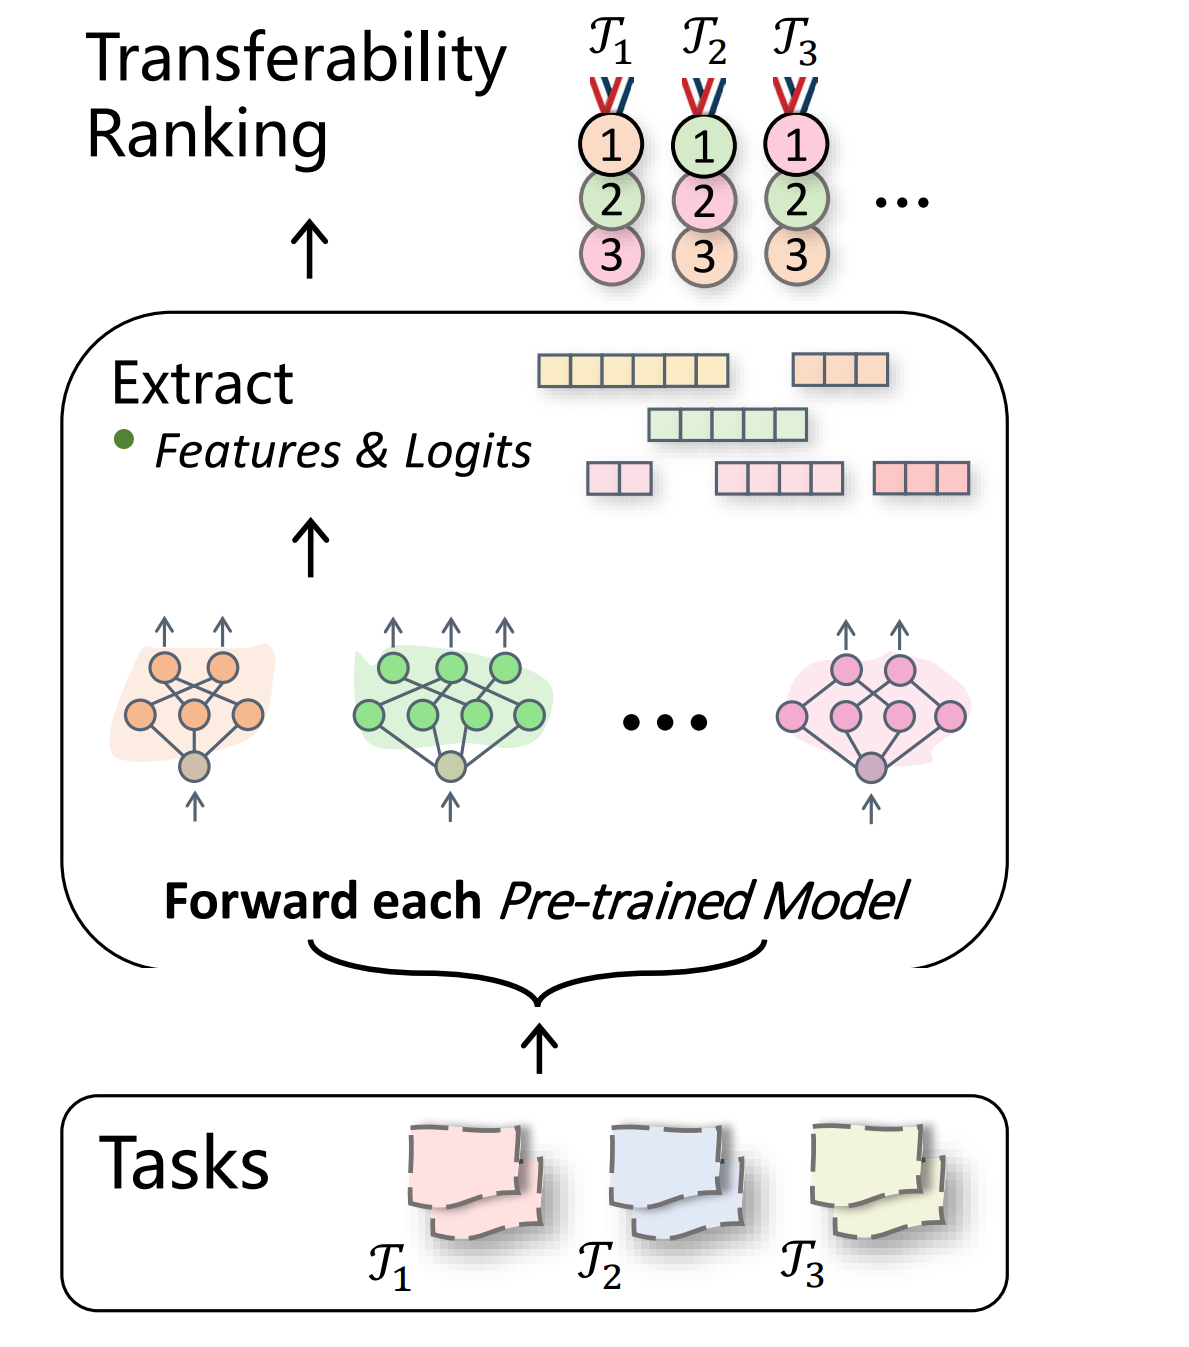 Transferability
Ranking
𝒯1 𝒯2 𝒯3
1 1 1
2 2 2
3 3 3
...
Extract
• Features & Logits
...
Forward each Pre-trained Model
Tasks
𝒯1 𝒯2 𝒯3